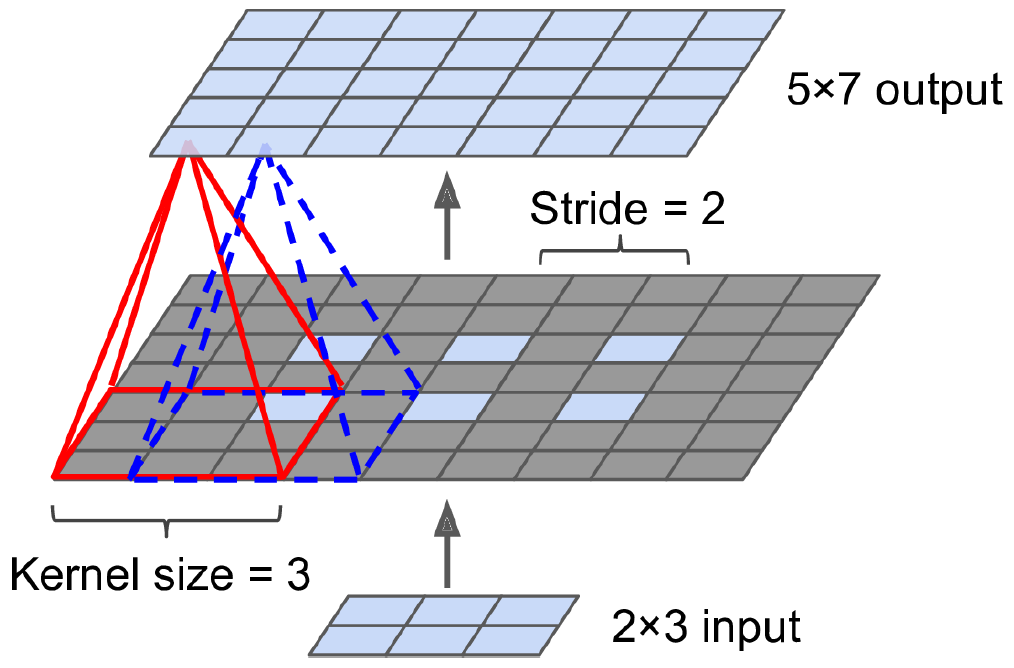 5×7 output
Stride = 2
Kernel size = 3
2×3 input